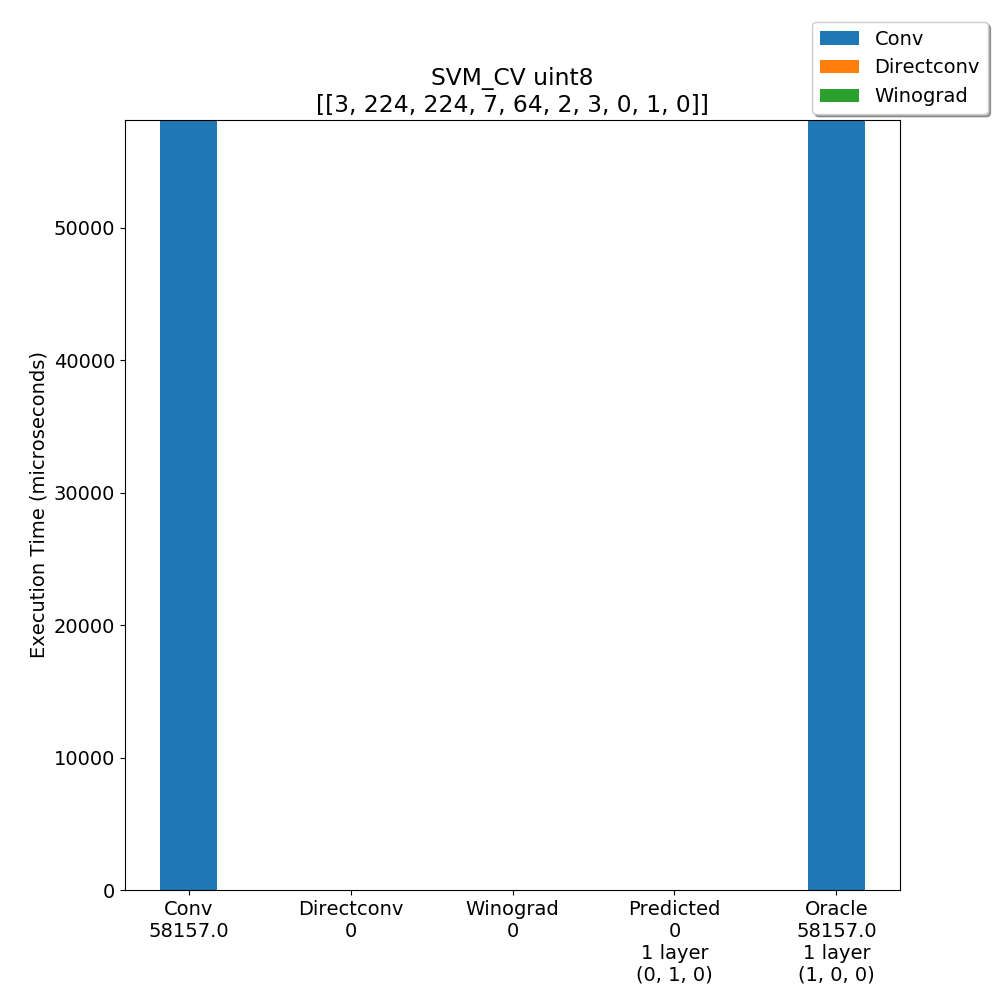 Conv
Directconv
Winograd
SVM_CV uint8
[[3, 224, 224, 7, 64, 2, 3, 0, 1, 0]]
Execution Time (microseconds)
50000
40000
30000
20000
10000
0
Conv
58157.0
Directconv
0
Winograd
0
Predicted
0
1 layer
(0, 1, 0)
Oracle
58157.0
1 layer
(1, 0, 0)